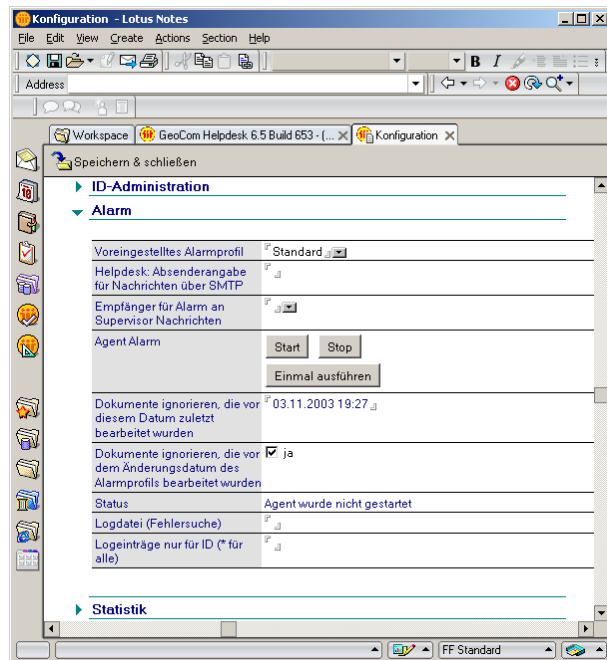 Konfiguration - Lotus Notes
File Edit View Create Actions Section Help
B I
Address
Workspace GeoCom Helpdesk 6.5 Build 653 - (... Konfiguration
Speichern & schließen
ID-Administration
Alarm
Voreingestelltes Alarmprofil Standard
Helpdesk: Absenderangabe
für Nachrichten über SMTP
Empfänger für Alarm an
Supervisor Nachrichten
Agent Alarm
Start Stop
Einmal ausführen
Dokumente ignorieren, die vor 03.11.2003 19:27
diesem Datum zuletzt
bearbeitet wurden
Dokumente ignorieren, die vor ja
dem Änderungsdatum des
Alarmprofils bearbeitet wurden
Status Agent wurde nicht gestartet
Logdatei (Fehlersuche)
Logeinträge nur für ID (* für
alle)
Statistik
FF Standard